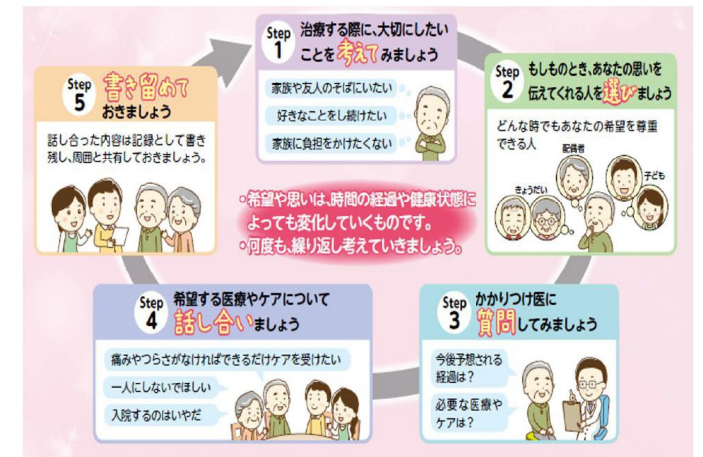 Step
1
治療する際に、大切にしたい
ことを考えてみましょう
家族や友人のそばにいたい
好きなことをし続けたい
家族に負担をかけたくない
Step
2
もしものとき、あなたの思いを
伝えてくれる人を選びましょう
どんな時でもあなたの希望を尊重
できる人
配偶者
子ども
きょうだい
Step
3
かかりつけ医に
質問してみましょう
今後予想される
経過は?
必要な医療や
ケアは?
Step
4
希望する医療やケアについて
話し合いましょう
痛みやつらさがなければできるだけケアを受けたい
一人にしないでほしい
入院するのはいやだ
Step
5
書き留めて
おきましょう
話し合った内容は記録として書き
残し、周囲と共有しておきましょう。
・希望や思いは、時間の経過や健康状態に
よっても変化していくものです。
・何度も、繰り返し考えていきましょう。